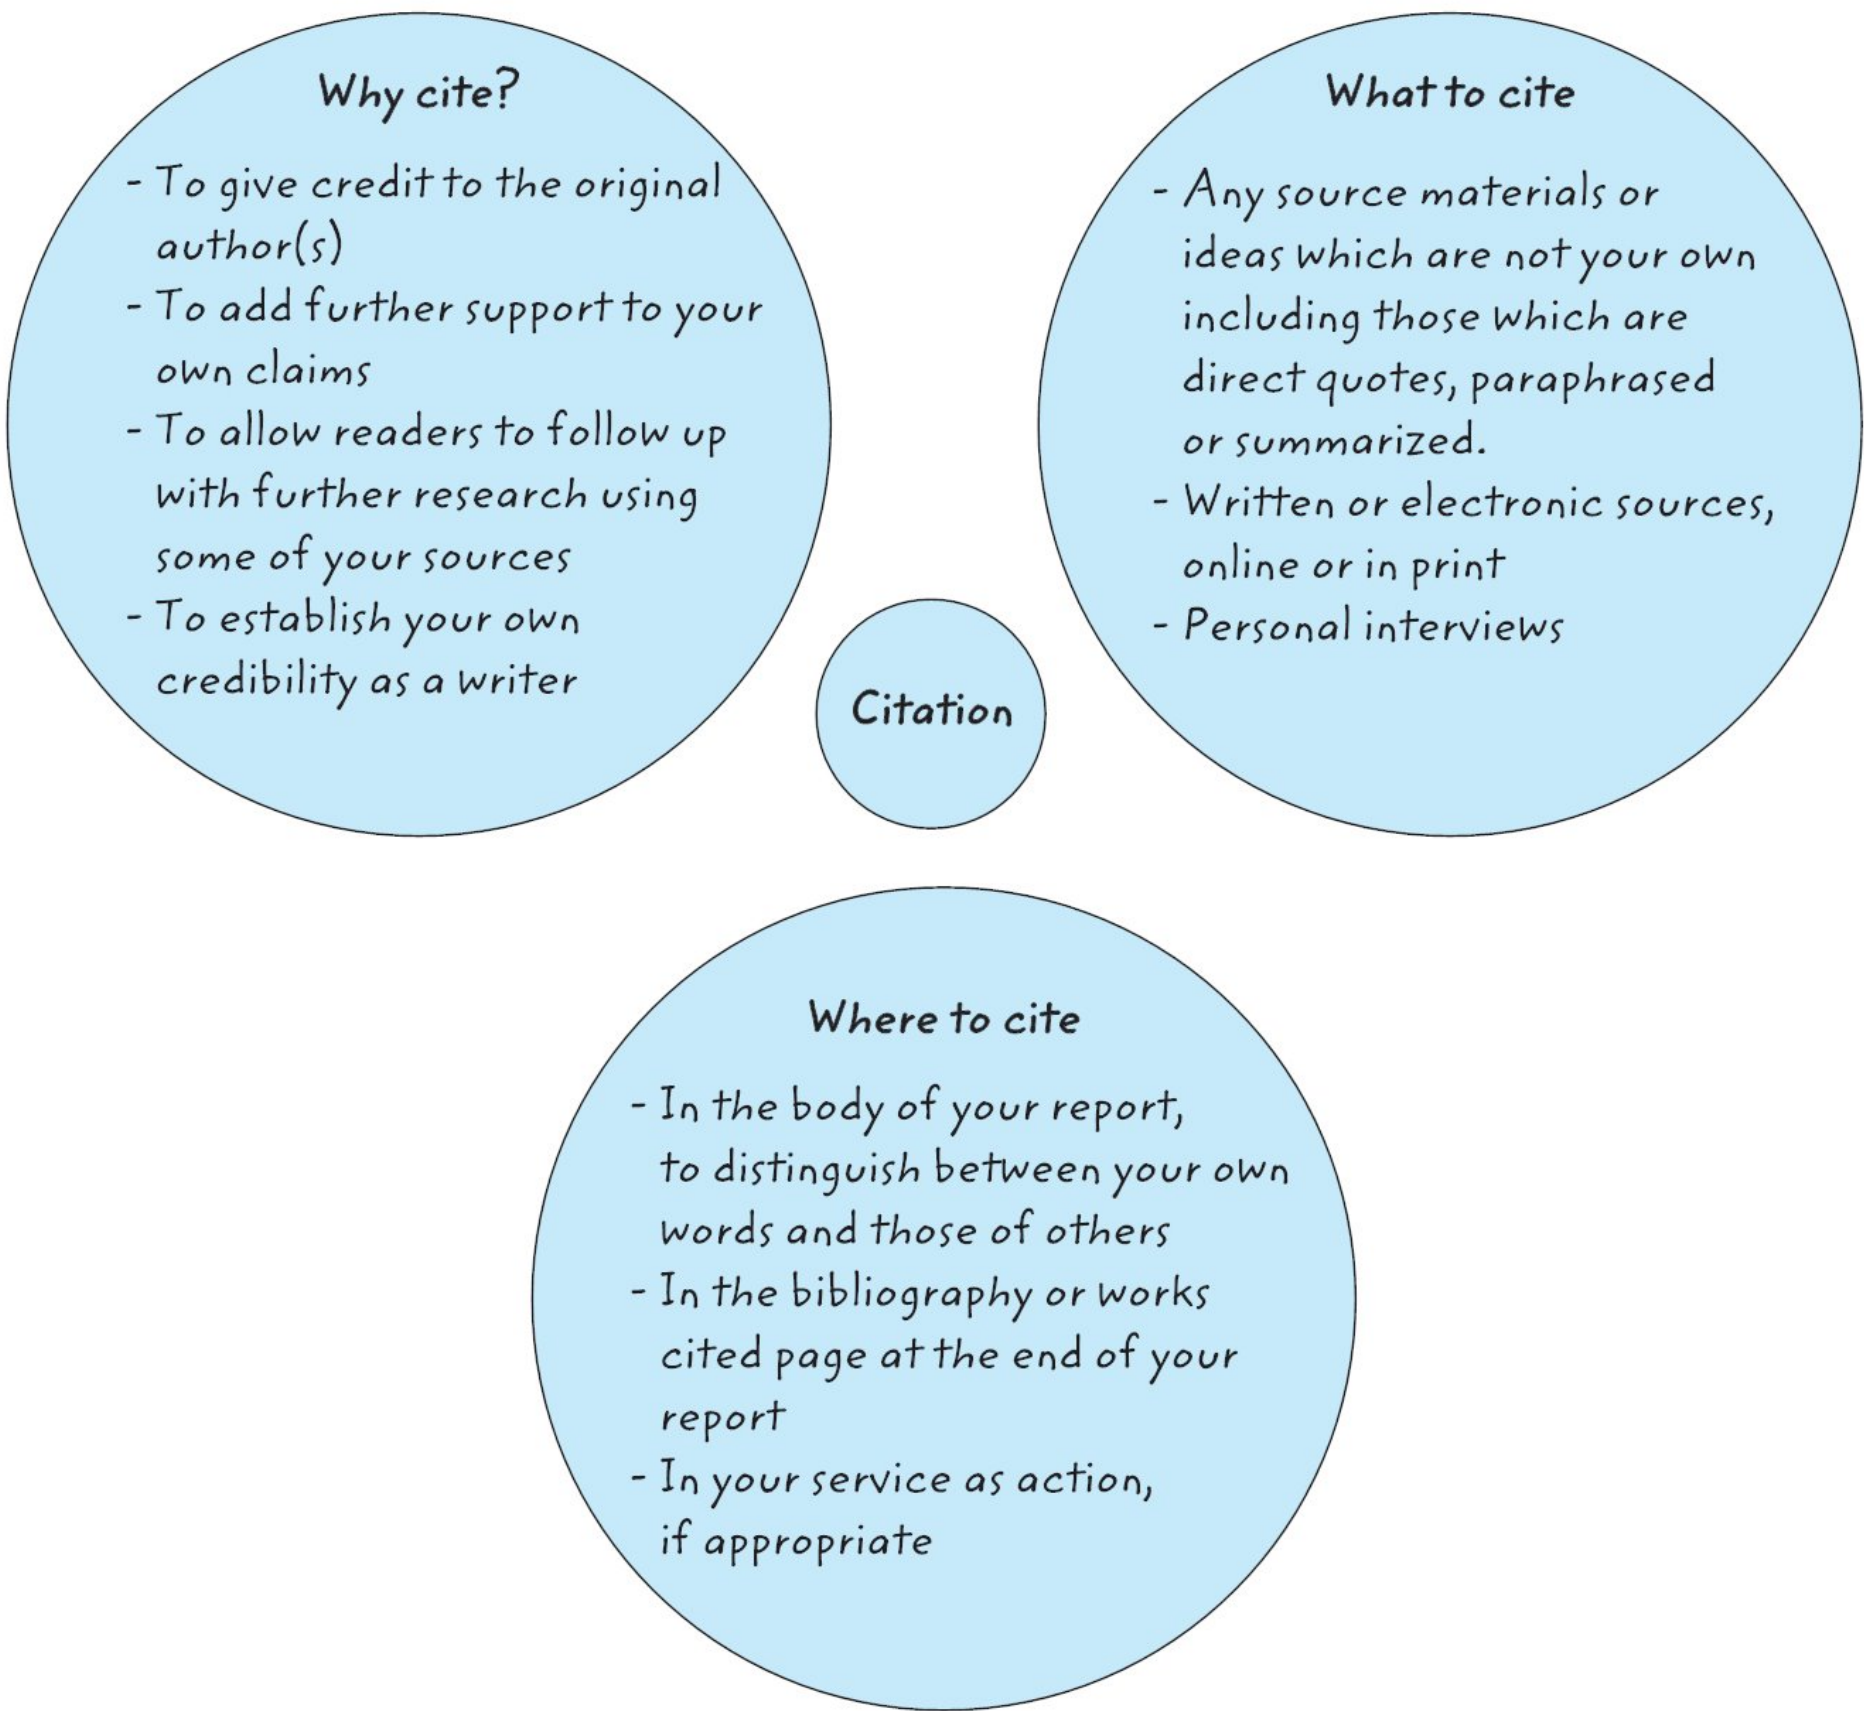 Why cite?
- To give credit to the original
author(s)
- To add further support to your
own claims
- To allow readers to follow up
with further research using
some of your sources
- To establish your own
credibility as a writer
What to cite
- Any source materials or
ideas which are not your own
including those which are
direct quotes, paraphrased
or summarized.
- Written or electronic sources,
online or in print
- Personal interviews
Citation
Where to cite
- In the body of your report,
to distinguish between your own
words and those of others
- In the bibliography or works
cited page at the end of your
report
- In your service as action,
if appropriate